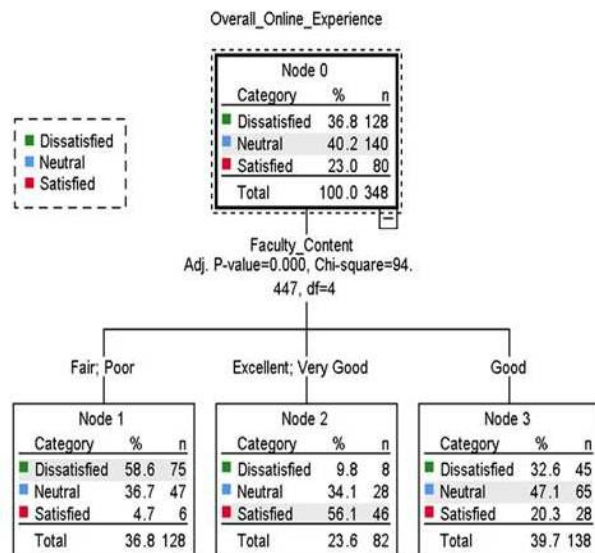 Overall_Online_Experience
Node 0
Category % n
Dissatisfied 36.8 128
Neutral 40.2 140
Satisfied 23.0 80
Total 100.0 348
Dissatisfied
Neutral
Satisfied
Faculty_Content
Adj. P-value=0.000, Chi-square=94.
447, df=4
Fair; Poor
Excellent; Very Good
Good
Node 1
Category % n
Dissatisfied 58.6 75
Neutral 36.7 47
Satisfied 4.7 6
Total 36.8 128
Node 2
Category % n
Dissatisfied 9.8 8
Neutral 34.1 28
Satisfied 56.1 46
Total 23.6 82
Node 3
Category % n
Dissatisfied 32.6 45
Neutral 47.1 65
Satisfied 20.3 28
Total 39.7 138